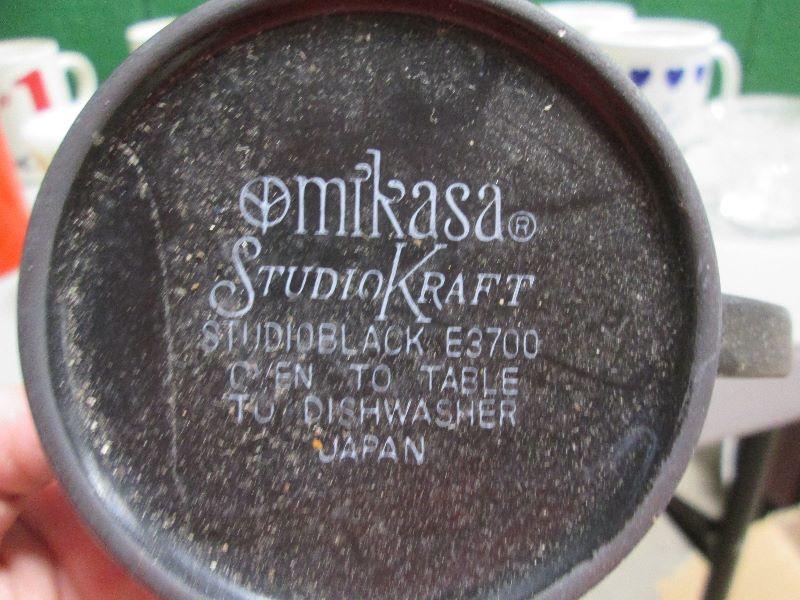 mikasa®
STUDIOKRAFT
STUDIOBLACK E3700
OVEN TO TABLE
TO DISHWASHER
JAPAN